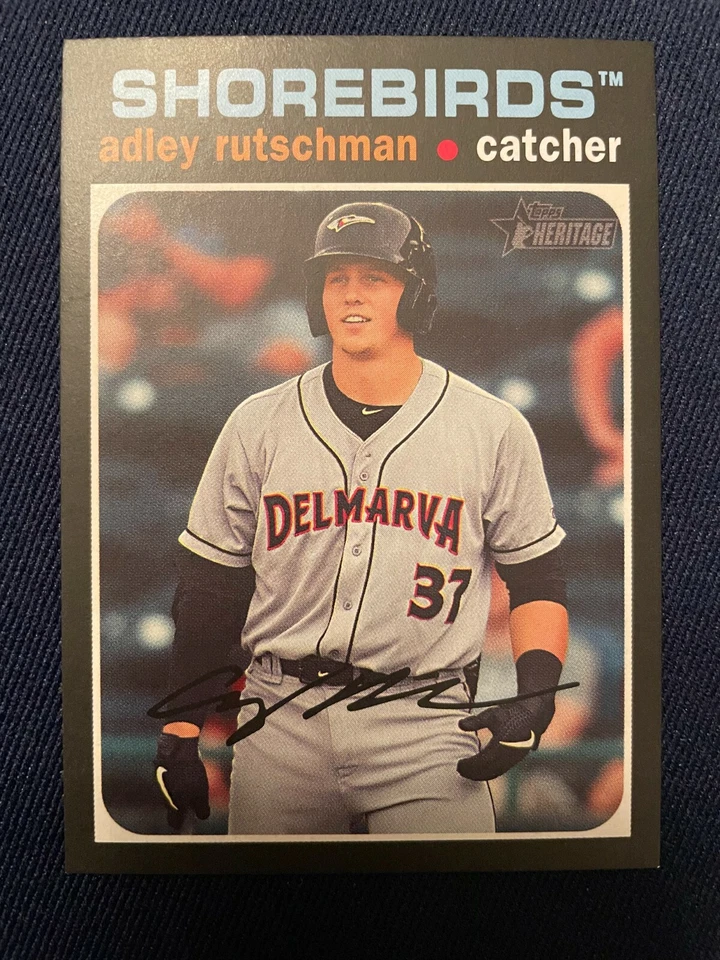 SHOREBIRDS™
adley rutschman • catcher
topps
HERITAGE
DELMARVA
37